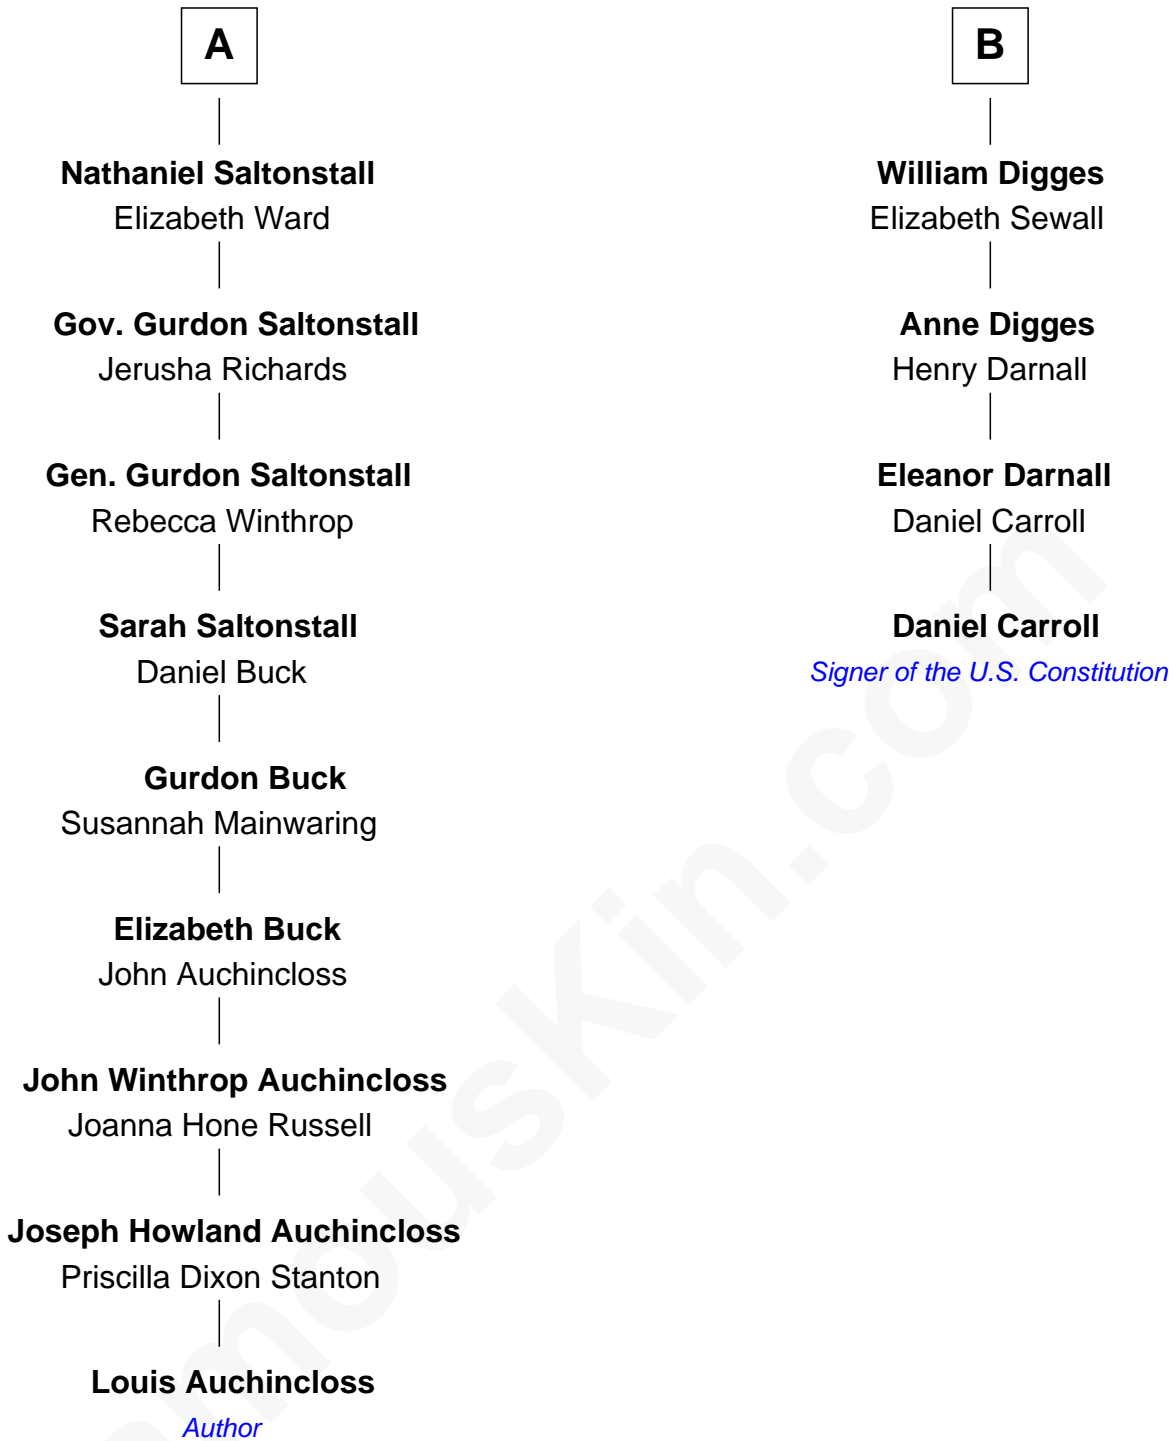 A
Nathaniel Saltonstall
Elizabeth Ward
Gov. Gurdon Saltonstall
Jerusha Richards
Gen. Gurdon Saltonstall
Rebecca Winthrop
Sarah Saltonstall
Daniel Buck
Gurdon Buck
Susannah Mainwaring
Elizabeth Buck
John Auchincloss
John Winthrop Auchincloss
Joanna Hone Russell
Joseph Howland Auchincloss
Priscilla Dixon Stanton
Louis Auchincloss
Author
B
William Digges
Elizabeth Sewall
Anne Digges
Henry Darnall
Eleanor Darnall
Daniel Carroll
Daniel Carroll
Signer of the U.S. Constitution
amousKin.com